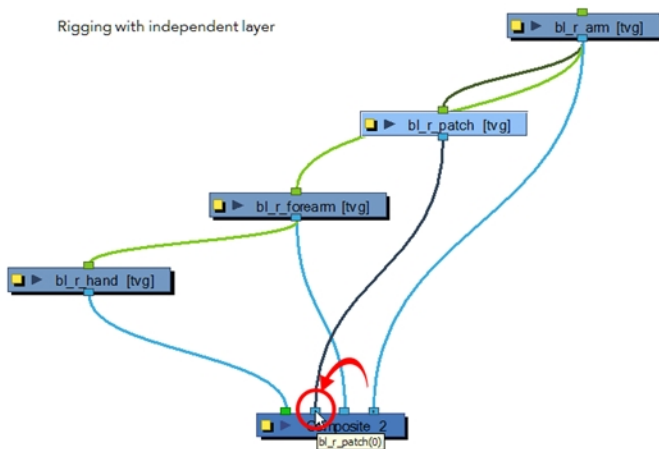 Rigging with independent layer
bl_r_arm [tvg]
bl_r_patch [tvg]
bl_r_forearm [tvg]
bl_r_hand [tvg]
Composite_2
bl_r_patch(0)